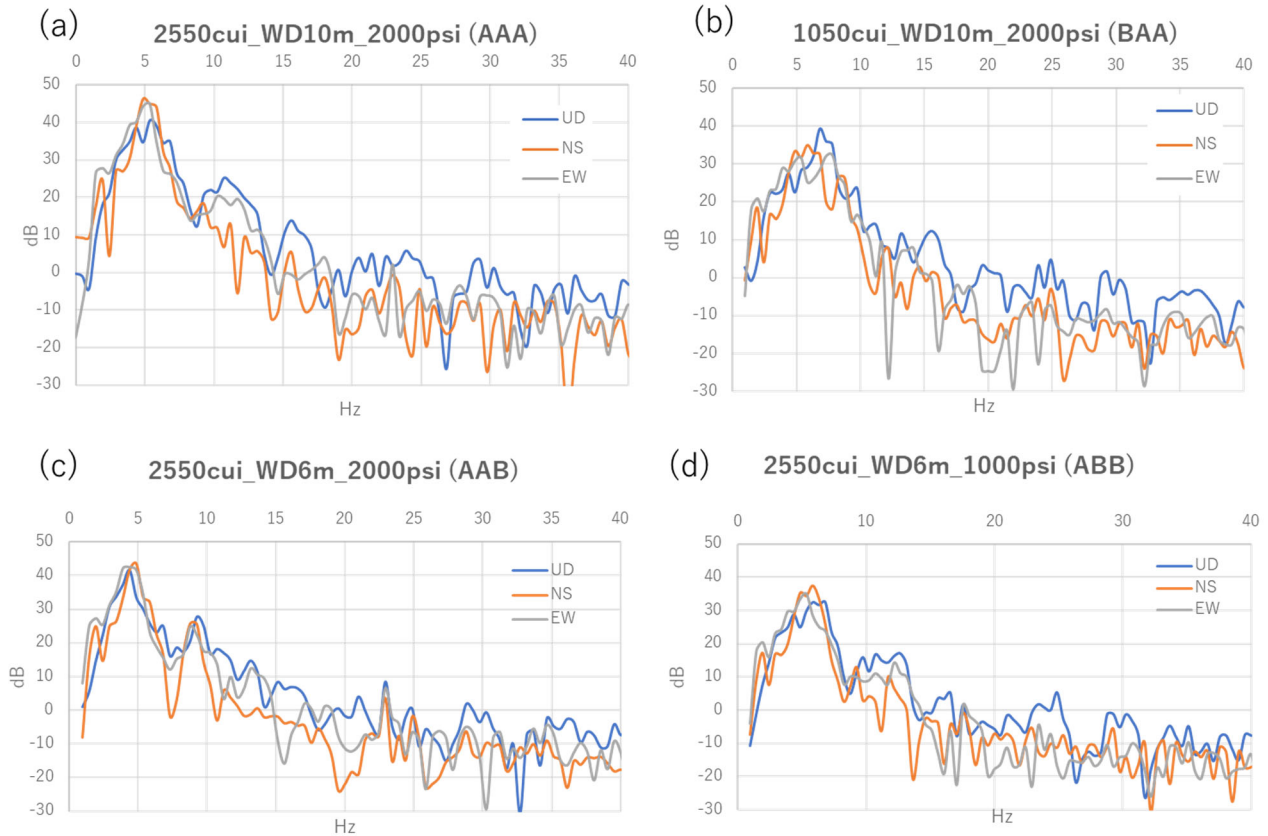 (a)
2550cui_WD10m_2000psi (AAA)
0 5 10 15 20 25 30 35 40
50
40
30
20
10
0
-10
-20
-30
dB
UD
NS
EW
Hz
(b)
1050cui_WD10m_2000psi (BAA)
0 5 10 15 20 25 30 35 40
50
40
30
20
10
0
-10
-20
-30
dB
UD
NS
EW
Hz
(c)
2550cui_WD6m_2000psi (AAB)
0 5 10 15 20 25 30 35 40
50
40
30
20
10
0
-10
-20
-30
dB
UD
NS
EW
Hz
(d)
2550cui_WD6m_1000psi (ABB)
0 10 20 30 40
50
40
30
20
10
0
-10
-20
-30
dB
UD
NS
EW
Hz